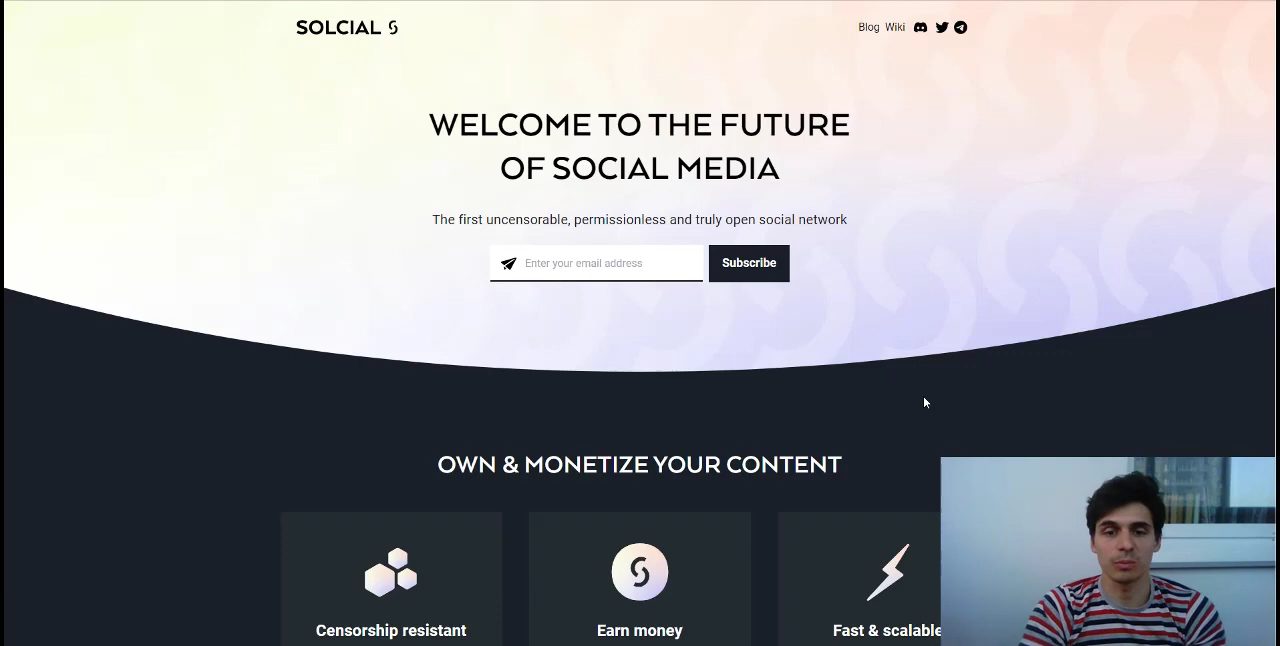 SOLCIAL
Blog Wiki
WELCOME TO THE FUTURE
OF SOCIAL MEDIA
The first uncensorable, permissionless and truly open social network
Enter your email address
Subscribe
OWN & MONETIZE YOUR CONTENT
Censorship resistant
Earn money
Fast & scalable